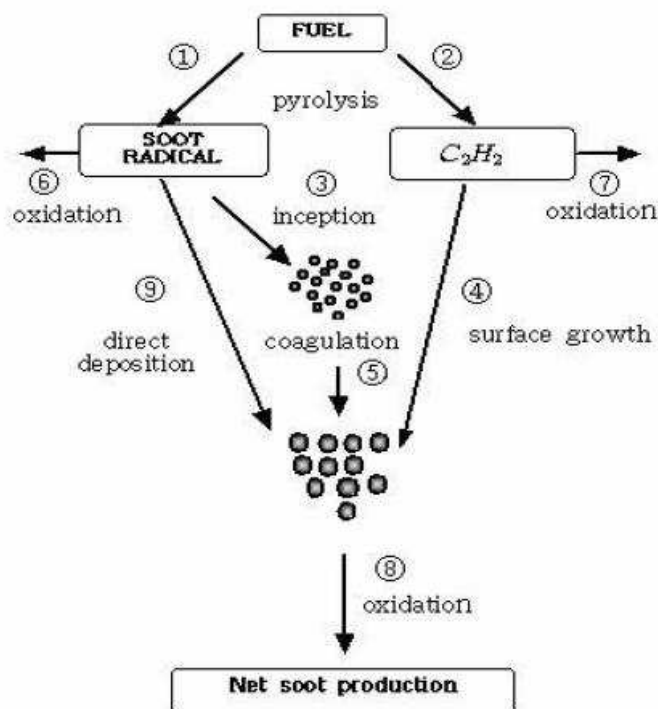 FUEL
① ②
pyrolysis
SOOT
RADICAL
C₂H₂
⑥ ③ ⑦
oxidation inception oxidation
⑨ ④
direct
deposition
coagulation
surface growth
⑤
⑧
oxidation
Net soot production